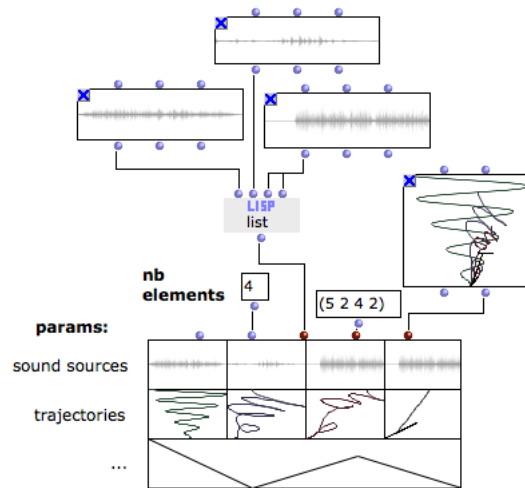 LISP
list
nb
elements
4
(5 2 4 2)
params:
sound sources
trajectories
...